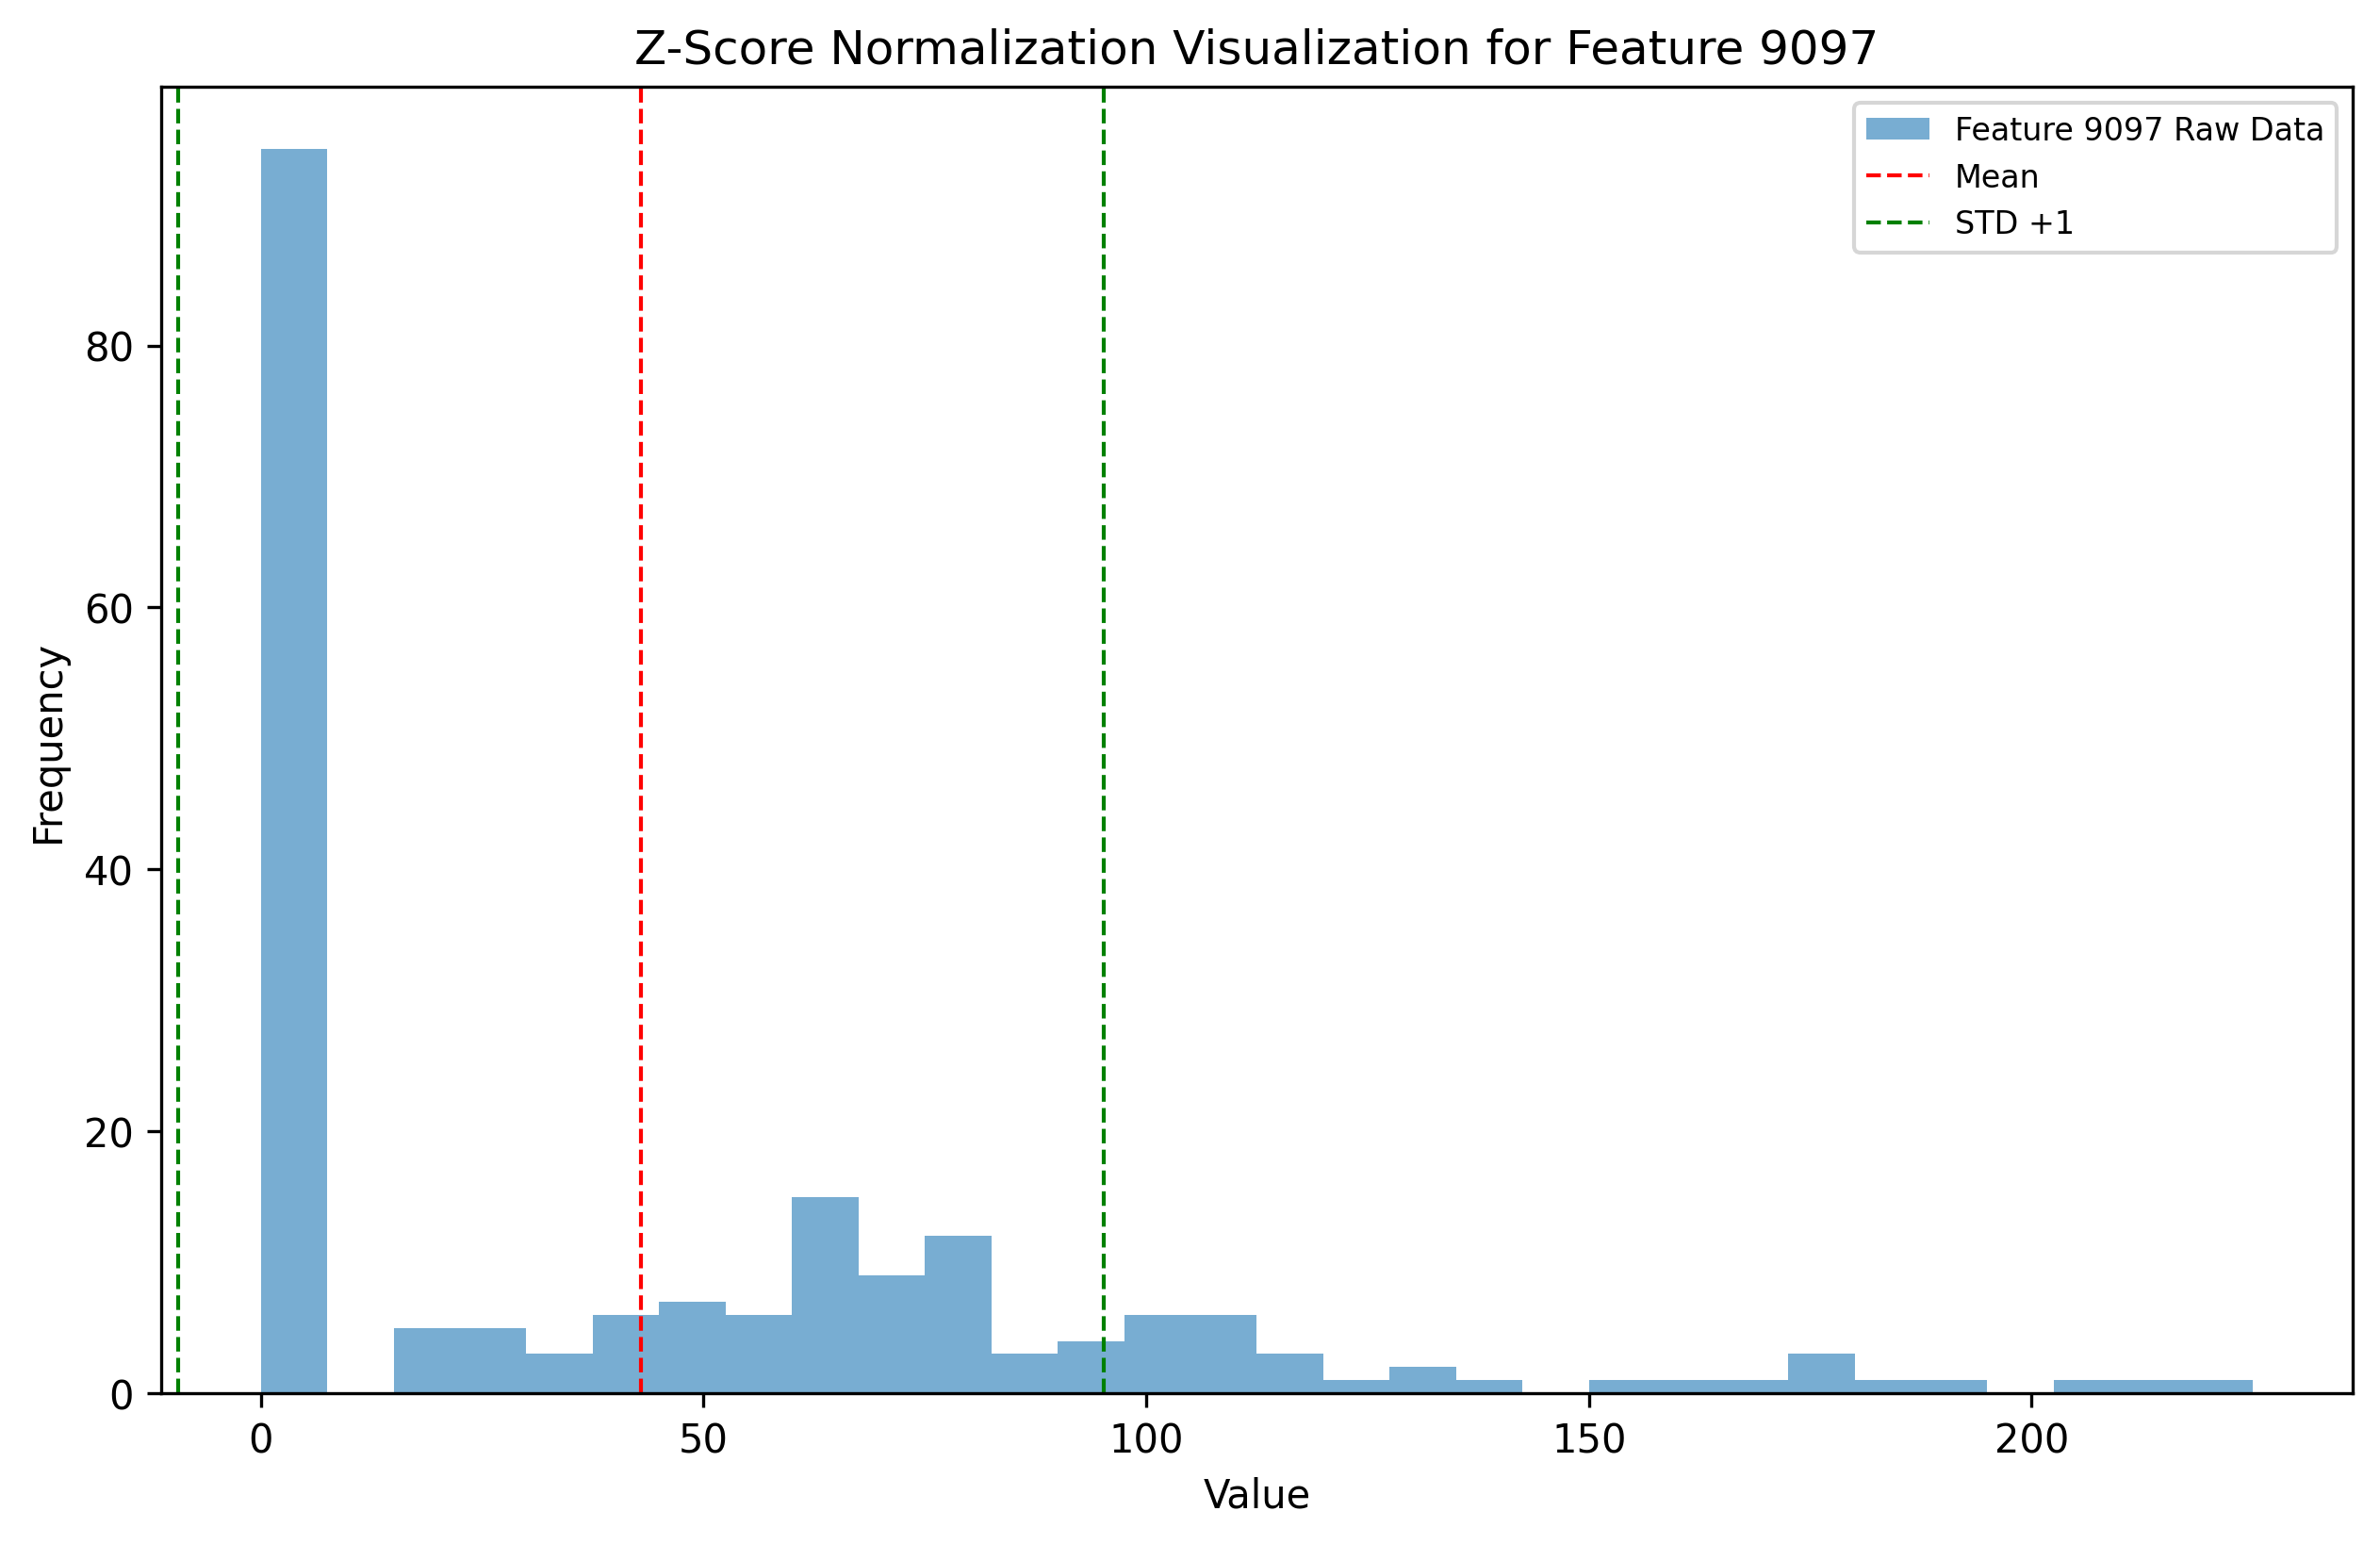 Z-Score Normalization Visualization for Feature 9097
Feature 9097 Raw Data
Mean
STD +1
80
60
40
20
0
Frequency
0 50 100 150 200
Value